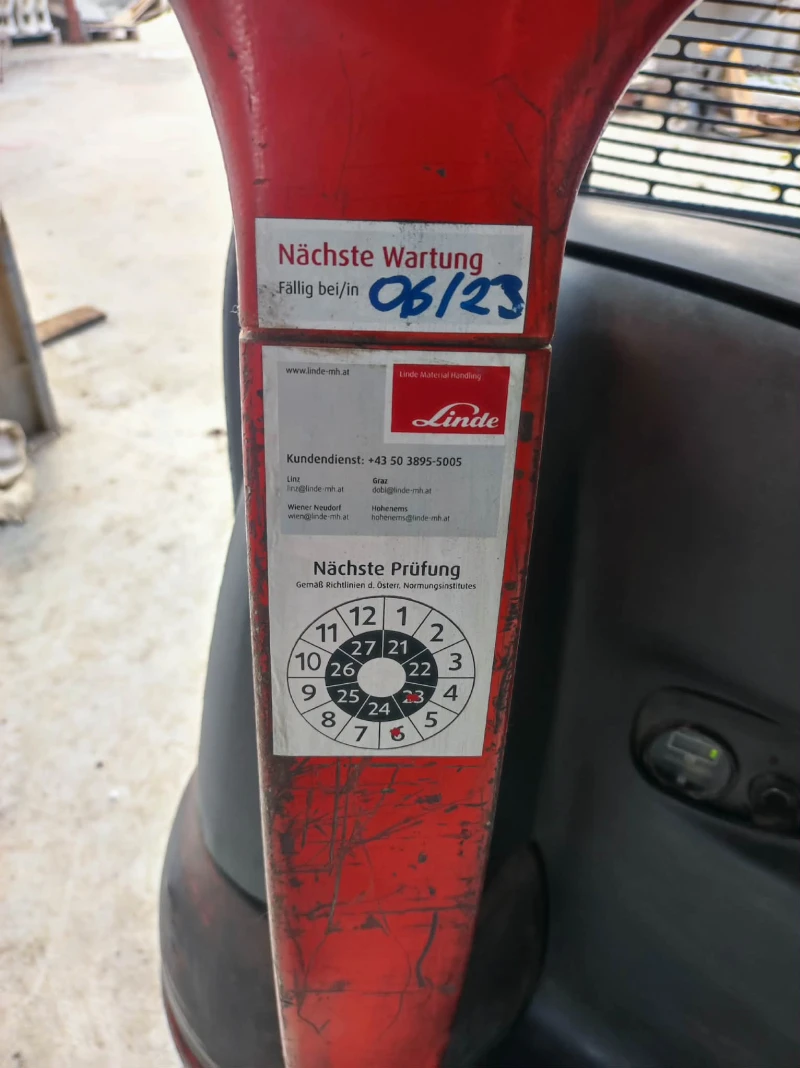 Nächste Wartung
Fällig bei/in 06/23
www.linde-mh.at
Linde Material Handling
Linde
Kundendienst: +43 50 3895-5005
Linz Graz
linz@linde-mh.at dobl@linde-mh.at
Wiener Neudorf Hohenems
wien@linde-mh.at hohenems@linde-mh.at
Nächste Prüfung
Gemäß Richtlinien d. Österr. Normungsinstitutes
12 1
11 2
27 21
10 26 22 3
9 25 23 4
24
8 5
7 6